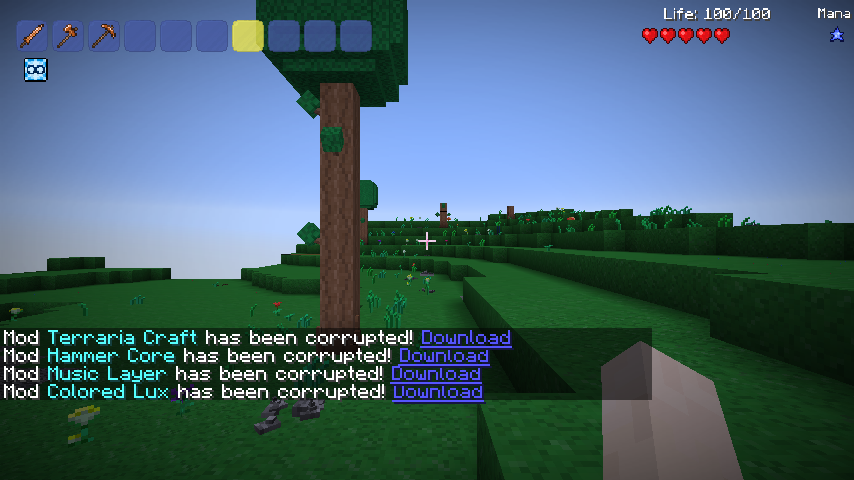 Life: 100/100
Mana
Mod Terraria Craft has been corrupted! Download
Mod Hammer Core has been corrupted! Download
Mod Music Layer has been corrupted! Download
Mod Colored Lux has been corrupted! Download